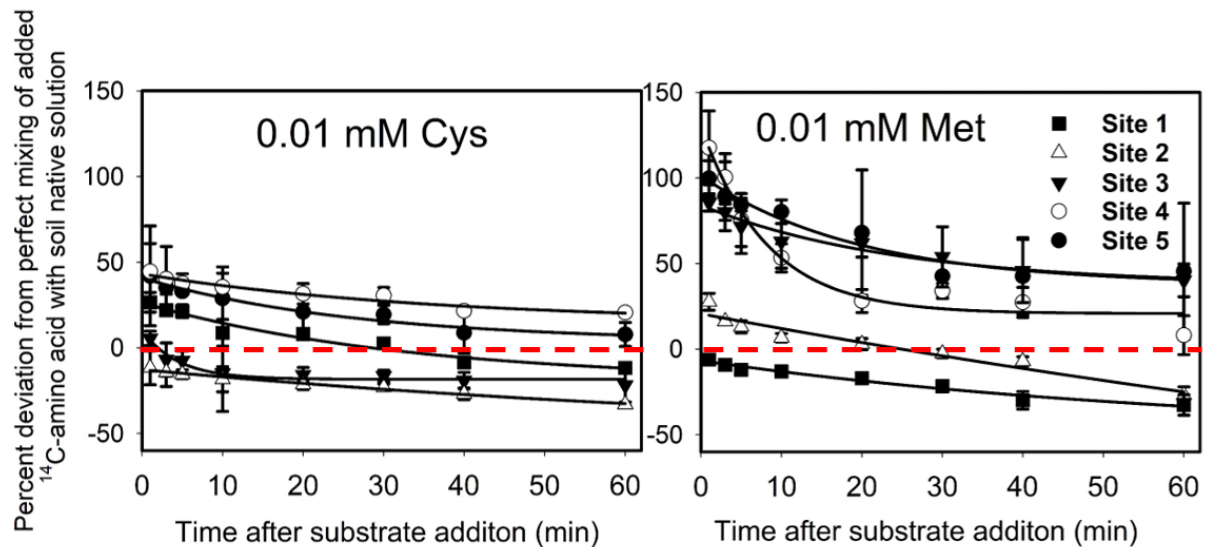 Percent deviation from perfect mixing of added
¹⁴C-amino acid with soil native solution
150
100
50
0
-50
0.01 mM Cys
0 10 20 30 40 50 60
Time after substrate additon (min)
150
100
50
0
-50
0.01 mM Met
Site 1
Site 2
Site 3
Site 4
Site 5
0 10 20 30 40 50 60
Time after substrate additon (min)